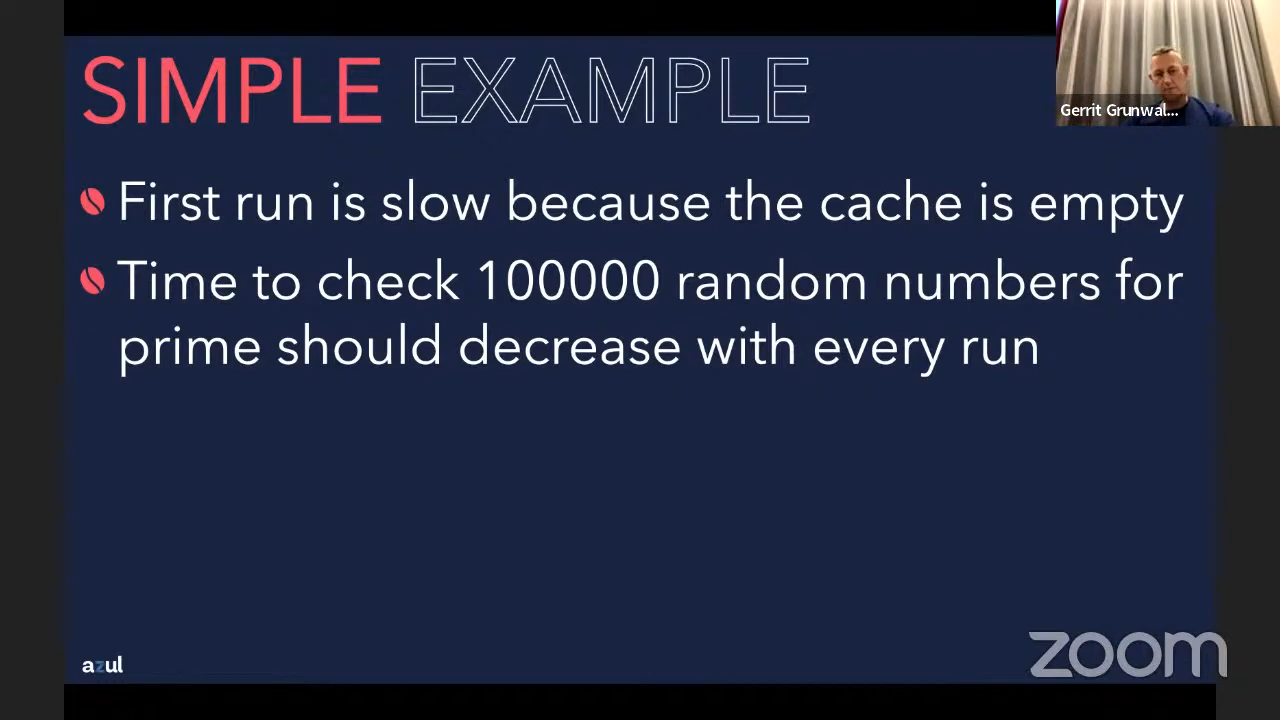 SIMPLE EXAMPLE
Gerrit Grunwal...
First run is slow because the cache is empty
Time to check 100000 random numbers for
prime should decrease with every run
azul
zoom